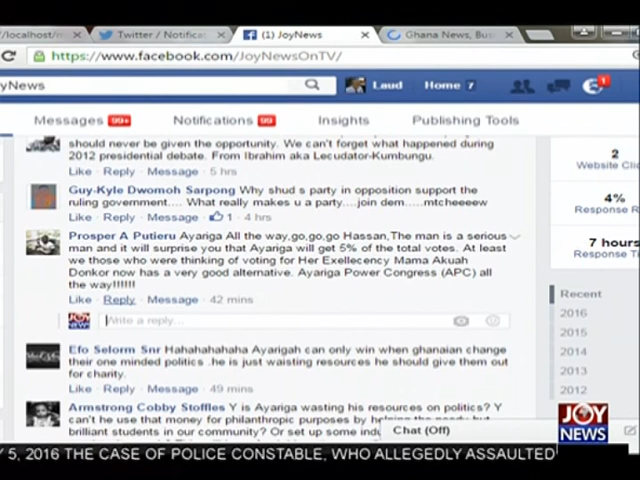 //localhost/
Twitter / Notificat
(1) JoyNews
Ghana News, Bus
https://www.facebook.com/JoyNewsOnTV/
yNews
Laud
Home 7
1
Messages 99+
Notifications 99
Insights
Publishing Tools
should never be given the opportunity. We can't forget what happened during
2012 presidential debate. From Ibrahim aka Lecudator-Kumbungu.
Like · Reply · Message · 5 hrs
Guy-Kyle Dwomoh Sarpong Why shud s party in opposition support the
ruling government.... What really makes u a party....join dem.....mtcheeeew
Like · Reply · Message · 1 · 4 hrs
Prosper A Putieru Ayariga All the way,go,go,go Hassan,The man is a serious
man and it will surprise you that Ayariga will get 5% of the total votes. At least
we those who were thinking of voting for Her Exellecency Mama Akuah
Donkor now has a very good alternative. Ayariga Power Congress (APC) all
the way!!!!!!
Like · Reply · Message · 42 mins
JOY
NEWS
Write a reply...
Efo Selorm Snr Hahahahahaha Ayarigah can only win when ghanaian change
their one minded politics .he is just waisting resources he should give them out
for charity.
Like · Reply · Message · 49 mins
Armstrong Cobby Stoffles Y is Ayariga wasting his resources on politics? Y
can't he use that money for philanthropic purposes by helping the needy but
brilliant students in our community? Or set up some indu
2
Website Clic
4%
Response R
7 hours
Response Ti
Recent
2016
2015
2014
2013
2012
Chat (Off)
JOY
NEWS
Y 5, 2016 THE CASE OF POLICE CONSTABLE, WHO ALLEGEDLY ASSAULTED